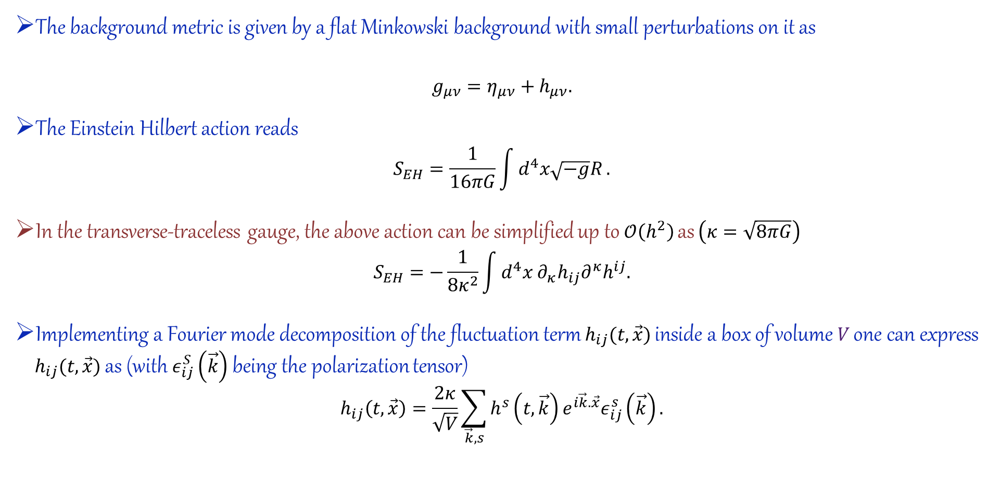 ➢The background metric is given by a flat Minkowski background with small perturbations on it as
$g_{\mu\nu} = \eta_{\mu\nu} + h_{\mu\nu}.$
➢The Einstein Hilbert action reads
$S_{EH} = \frac{1}{16\pi G} \int d^4x \sqrt{-g} R\,.$
➢In the transverse-traceless gauge, the above action can be simplified up to $\mathcal{O}(h^2)$ as $\left(\kappa = \sqrt{8\pi G}\right)$
$S_{EH} = -\frac{1}{8\kappa^2} \int d^4x \, \partial_\kappa h_{ij} \partial^\kappa h^{ij}.$
➢Implementing a Fourier mode decomposition of the fluctuation term $h_{ij}(t, \vec{x})$ inside a box of volume $V$ one can express
$h_{ij}(t, \vec{x})$ as (with $\epsilon^S_{ij}\left(\vec{k}\right)$ being the polarization tensor)
$h_{ij}(t, \vec{x}) = \frac{2\kappa}{\sqrt{V}} \sum_{\vec{k},s} h^s\left(t, \vec{k}\right) e^{i\vec{k}.\vec{x}} \epsilon^s_{ij}\left(\vec{k}\right).$